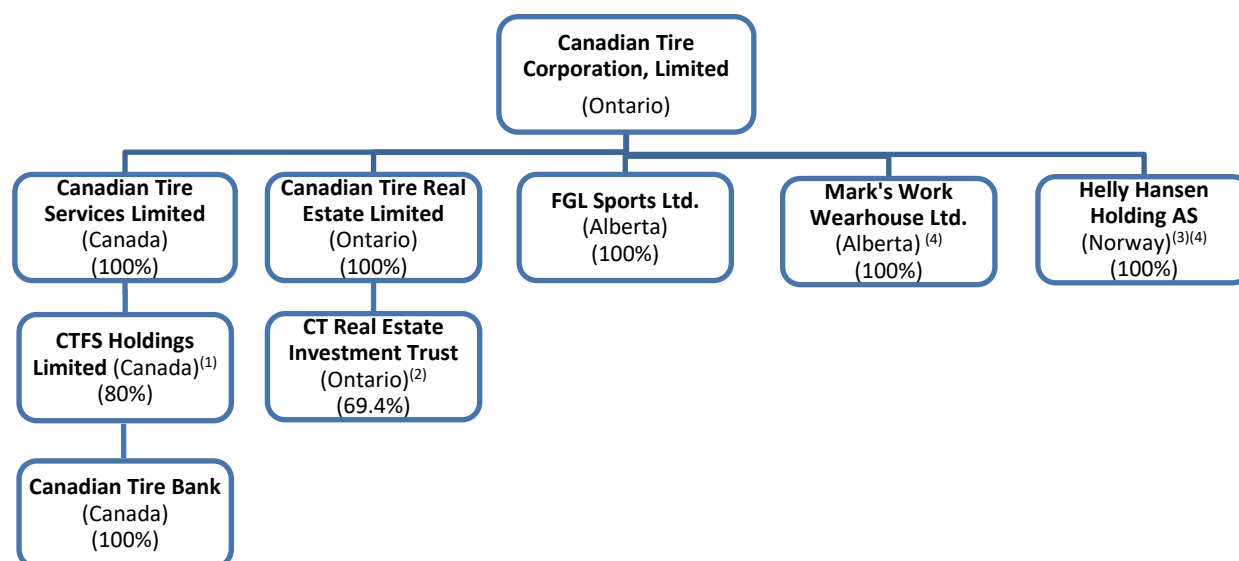 Canadian Tire
Corporation, Limited
(Ontario)
Canadian Tire
Services Limited
(Canada)
(100%)
Canadian Tire Real
Estate Limited
(Ontario)
(100%)
FGL Sports Ltd.
(Alberta)
(100%)
Mark's Work
Wearhouse Ltd.
(Alberta) (4)
(100%)
Helly Hansen
Holding AS
(Norway)(3)(4)
(100%)
CTFS Holdings
Limited (Canada)(1)
(80%)
CT Real Estate
Investment Trust
(Ontario)(2)
(69.4%)
Canadian Tire Bank
(Canada)
(100%)